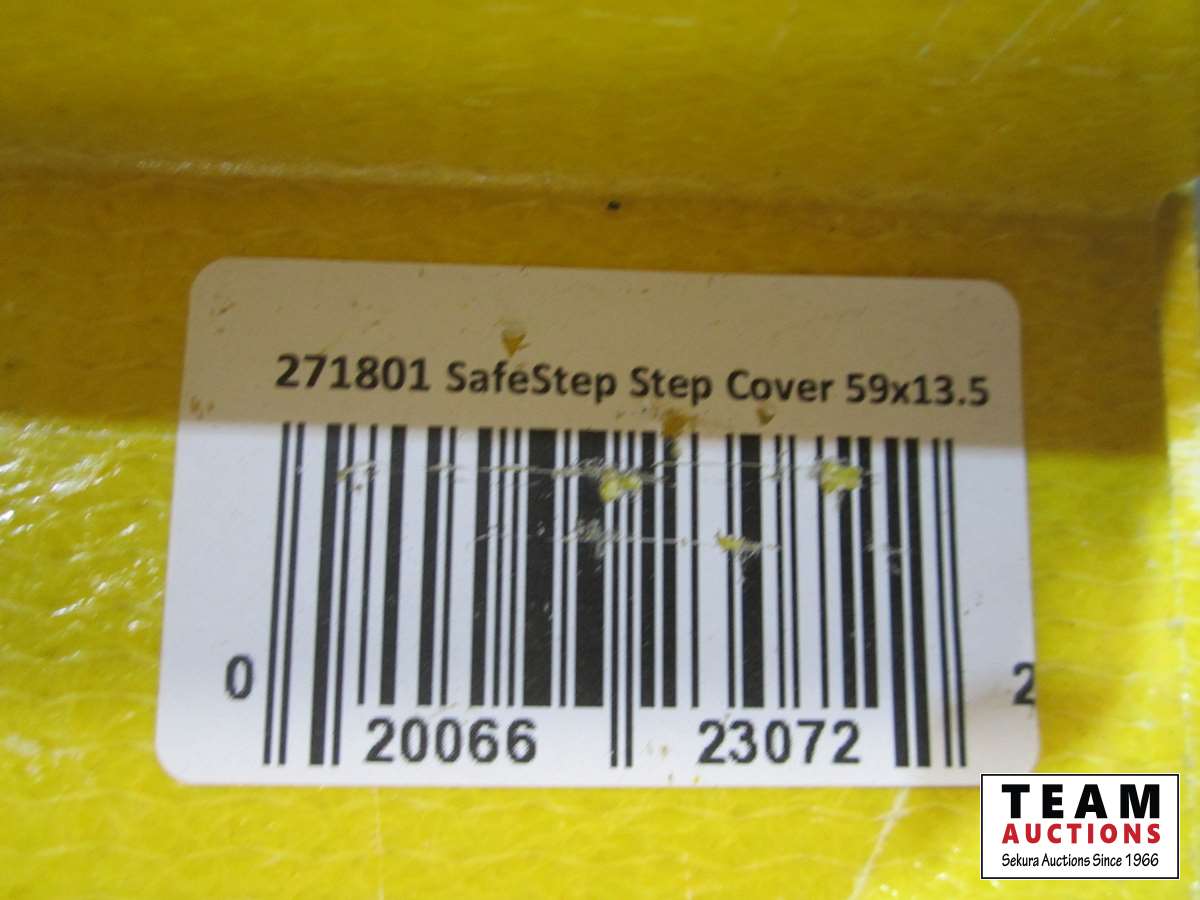 271801 SafeStep Step Cover 59x13.5
0 20066 23072 2
TEAM
AUCTIONS
Sekura Auctions Since 1966